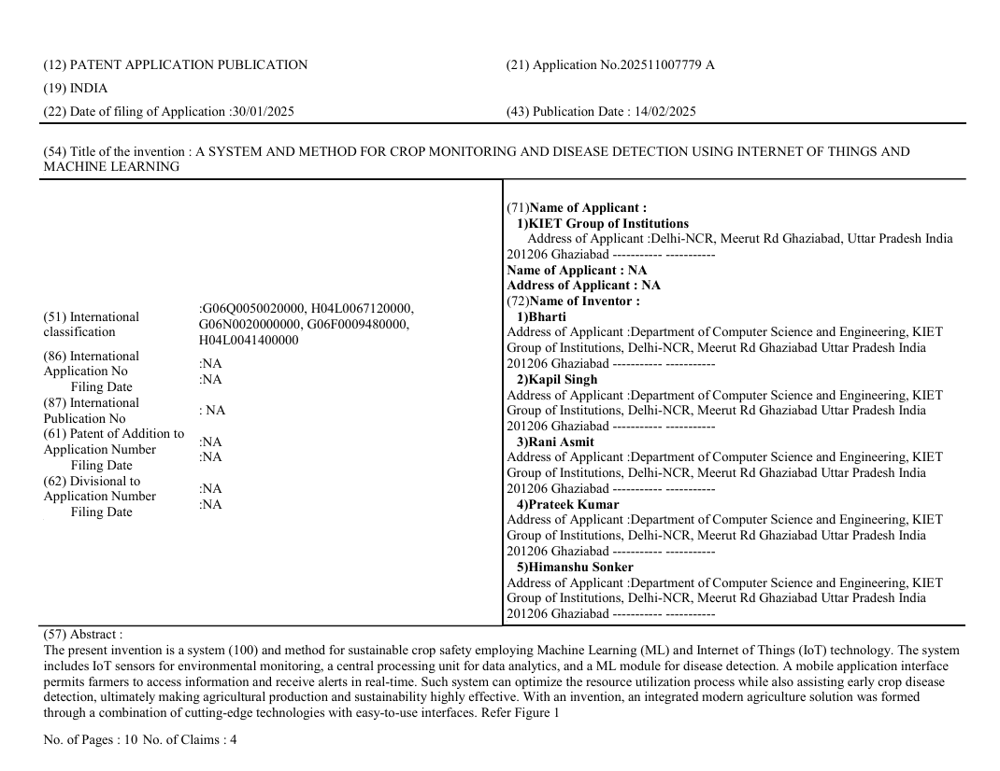 (12) PATENT APPLICATION PUBLICATION
(21) Application No.202511007779 A
(19) INDIA
(22) Date of filing of Application :30/01/2025
(43) Publication Date : 14/02/2025
(54) Title of the invention : A SYSTEM AND METHOD FOR CROP MONITORING AND DISEASE DETECTION USING INTERNET OF THINGS AND
MACHINE LEARNING
(51) International
classification
:G06Q0050020000, H04L0067120000,
G06N0020000000, G06F0009480000,
H04L0041400000
(86) International
Application No
Filing Date
:NA
:NA
(87) International
Publication No
: NA
(61) Patent of Addition to
Application Number
Filing Date
:NA
:NA
(62) Divisional to
Application Number
Filing Date
:NA
:NA
(71)Name of Applicant :
1)KIET Group of Institutions
Address of Applicant :Delhi-NCR, Meerut Rd Ghaziabad, Uttar Pradesh India
201206 Ghaziabad ----------- -----------
Name of Applicant : NA
Address of Applicant : NA
(72)Name of Inventor :
1)Bharti
Address of Applicant :Department of Computer Science and Engineering, KIET
Group of Institutions, Delhi-NCR, Meerut Rd Ghaziabad Uttar Pradesh India
201206 Ghaziabad ----------- -----------
2)Kapil Singh
Address of Applicant :Department of Computer Science and Engineering, KIET
Group of Institutions, Delhi-NCR, Meerut Rd Ghaziabad Uttar Pradesh India
201206 Ghaziabad ----------- -----------
3)Rani Asmit
Address of Applicant :Department of Computer Science and Engineering, KIET
Group of Institutions, Delhi-NCR, Meerut Rd Ghaziabad Uttar Pradesh India
201206 Ghaziabad ----------- -----------
4)Prateek Kumar
Address of Applicant :Department of Computer Science and Engineering, KIET
Group of Institutions, Delhi-NCR, Meerut Rd Ghaziabad Uttar Pradesh India
201206 Ghaziabad ----------- -----------
5)Himanshu Sonker
Address of Applicant :Department of Computer Science and Engineering, KIET
Group of Institutions, Delhi-NCR, Meerut Rd Ghaziabad Uttar Pradesh India
201206 Ghaziabad ----------- -----------
(57) Abstract :
The present invention is a system (100) and method for sustainable crop safety employing Machine Learning (ML) and Internet of Things (IoT) technology. The system
includes IoT sensors for environmental monitoring, a central processing unit for data analytics, and a ML module for disease detection. A mobile application interface
permits farmers to access information and receive alerts in real-time. Such system can optimize the resource utilization process while also assisting early crop disease
detection, ultimately making agricultural production and sustainability highly effective. With an invention, an integrated modern agriculture solution was formed
through a combination of cutting-edge technologies with easy-to-use interfaces. Refer Figure 1
No. of Pages : 10 No. of Claims : 4